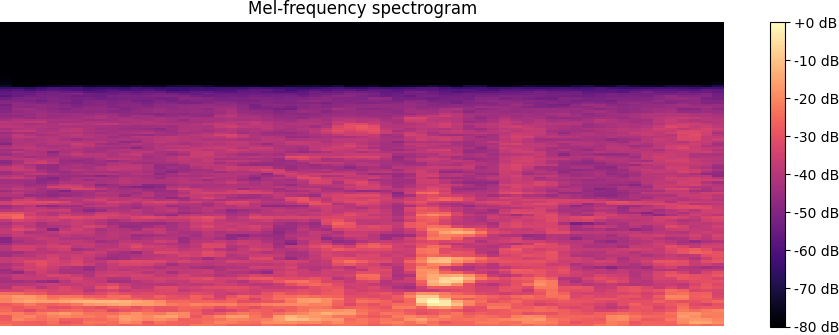 Mel-frequency spectrogram
+0 dB
-10 dB
-20 dB
-30 dB
-40 dB
-50 dB
-60 dB
-70 dB
-80 dB